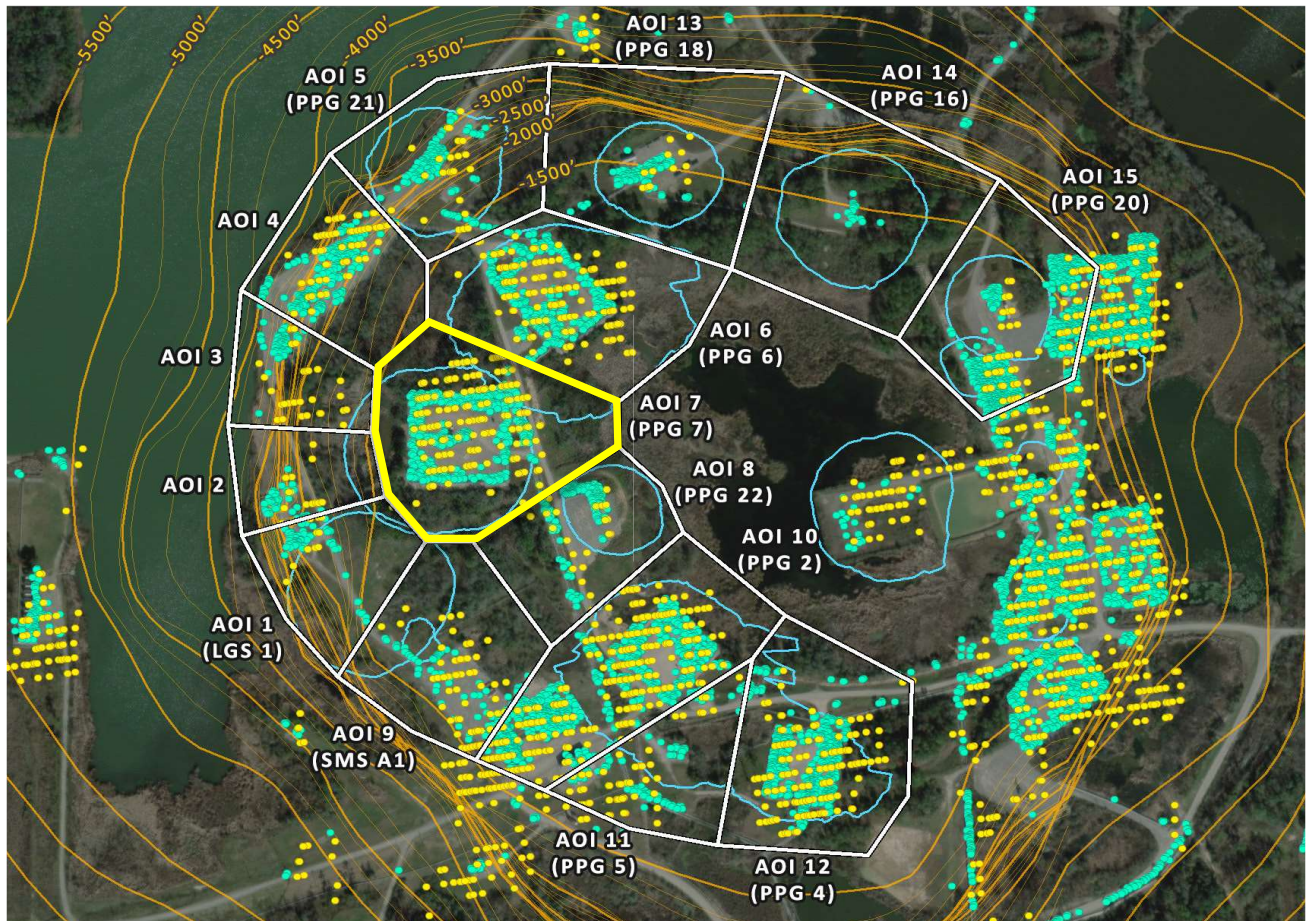 -5500'
-5000'
-4500'
-4000'
-3500'
-3000'
-2500'
-2000'
-1500'
AOI 13
(PPG 18)
AOI 14
(PPG 16)
AOI 5
(PPG 21)
AOI 15
(PPG 20)
AOI 4
AOI 3
AOI 6
(PPG 6)
AOI 7
(PPG 7)
AOI 2
AOI 8
(PPG 22)
AOI 10
(PPG 2)
AOI 1
(LGS 1)
AOI 9
(SMS A1)
AOI 11
(PPG 5)
AOI 12
(PPG 4)